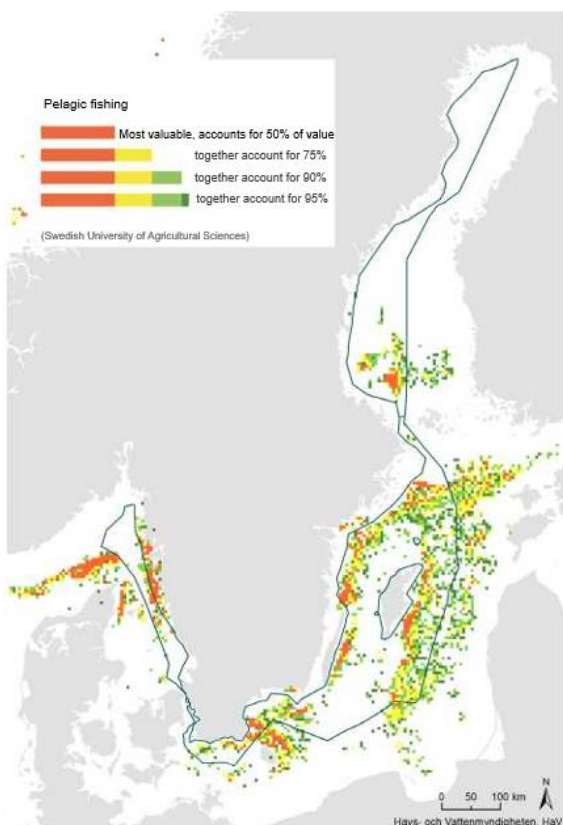 Pelagic fishing
Most valuable, accounts for 50% of value
together account for 75%
together account for 90%
together account for 95%
(Swedish University of Agricultural Sciences)
N
0 50 100 km
Havs- och Vattenmyndigheten, HaV